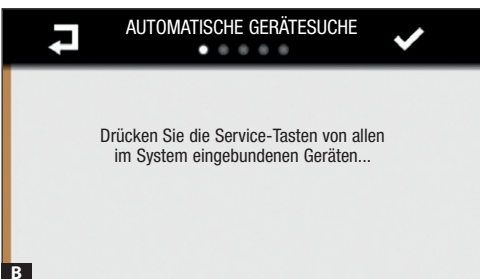 AUTOMATISCHE GERÄTESUCHE
Drücken Sie die Service-Tasten von allen
im System eingebundenen Geräten...
B